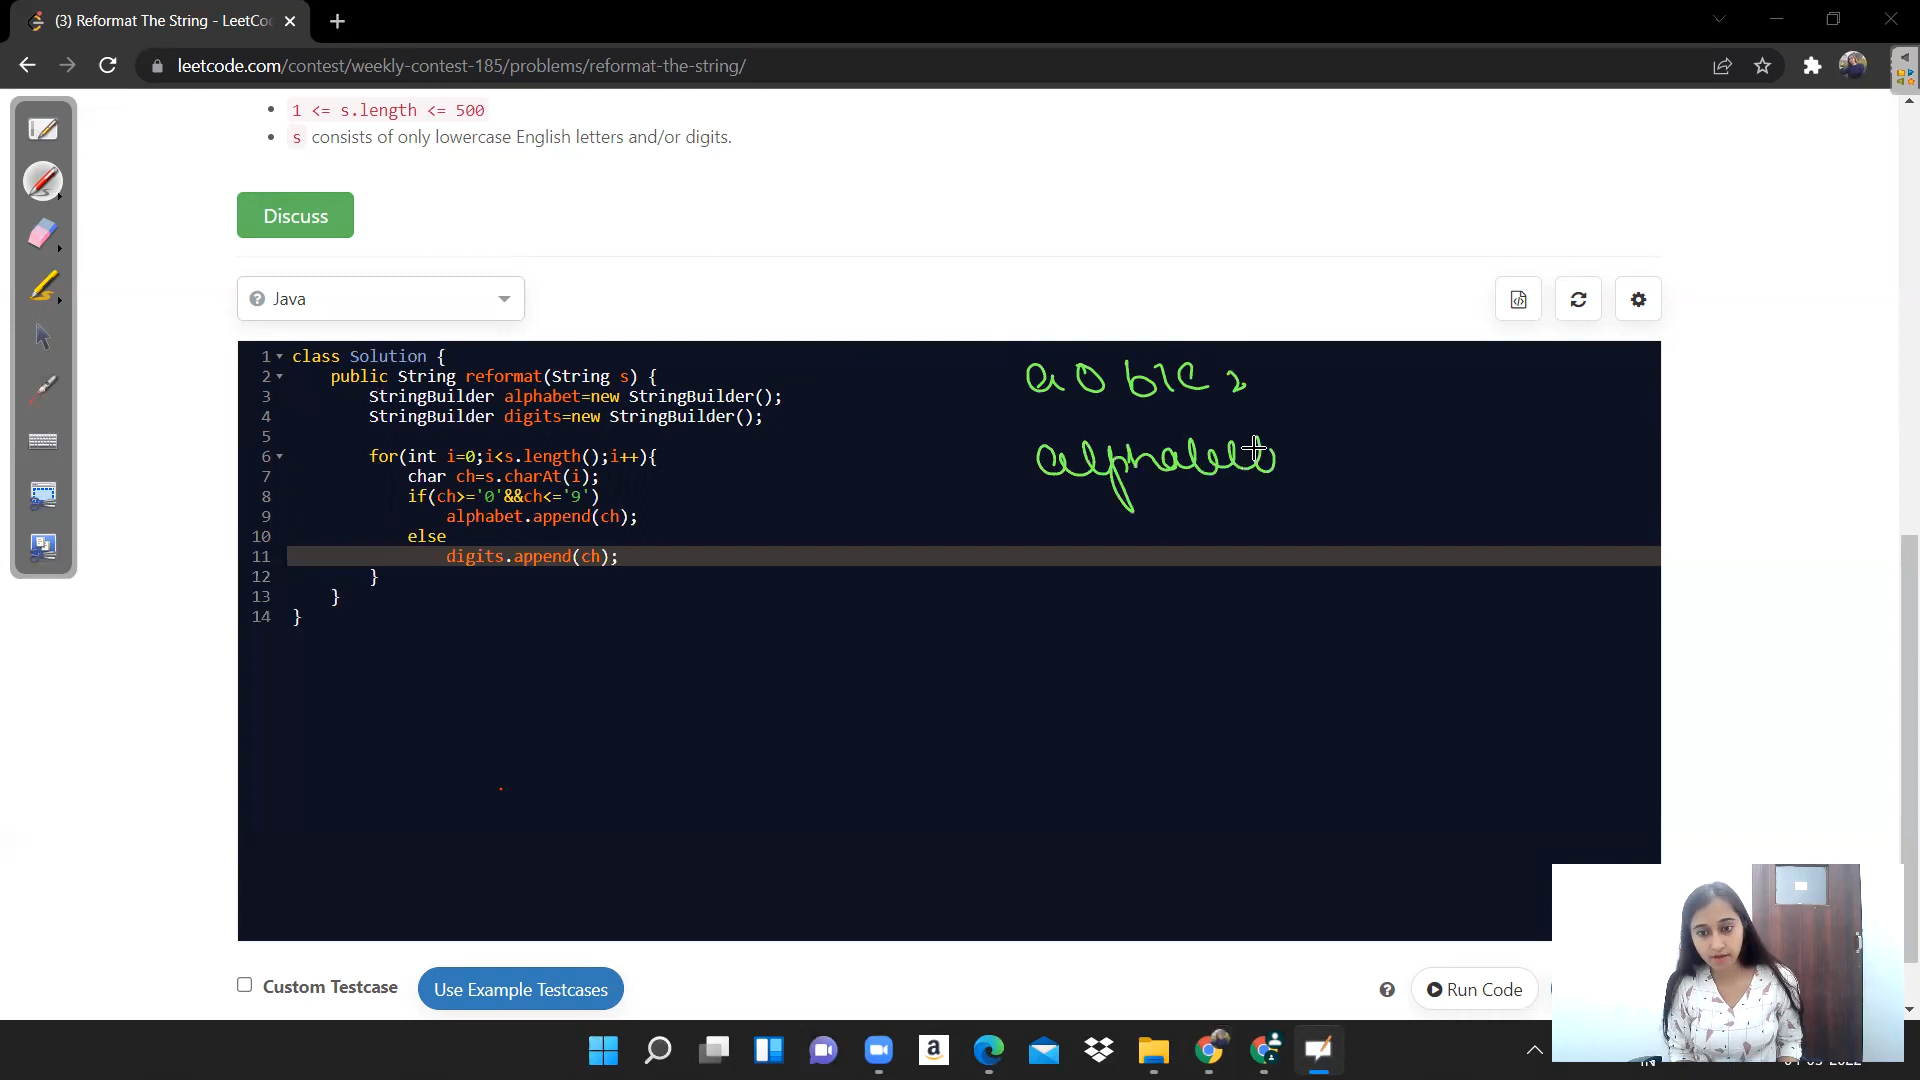 (3) Reformat The String - LeetCo
leetcode.com/contest/weekly-contest-185/problems/reformat-the-string/
1 <= s.length <= 500
s consists of only lowercase English letters and/or digits.
Discuss
Java
1 class Solution {
2 public String reformat(String s) {
3 StringBuilder alphabet=new StringBuilder();
4 StringBuilder digits=new StringBuilder();
5
6 for(int i=0;i<s.length();i++){
7 char ch=s.charAt(i);
8 if(ch>='0'&&ch<='9')
9 alphabet.append(ch);
10 else
11 digits.append(ch);
12 }
13 }
14 }
a 0 b 1 c 2
Custom Testcase
Use Example Testcases
Run Code